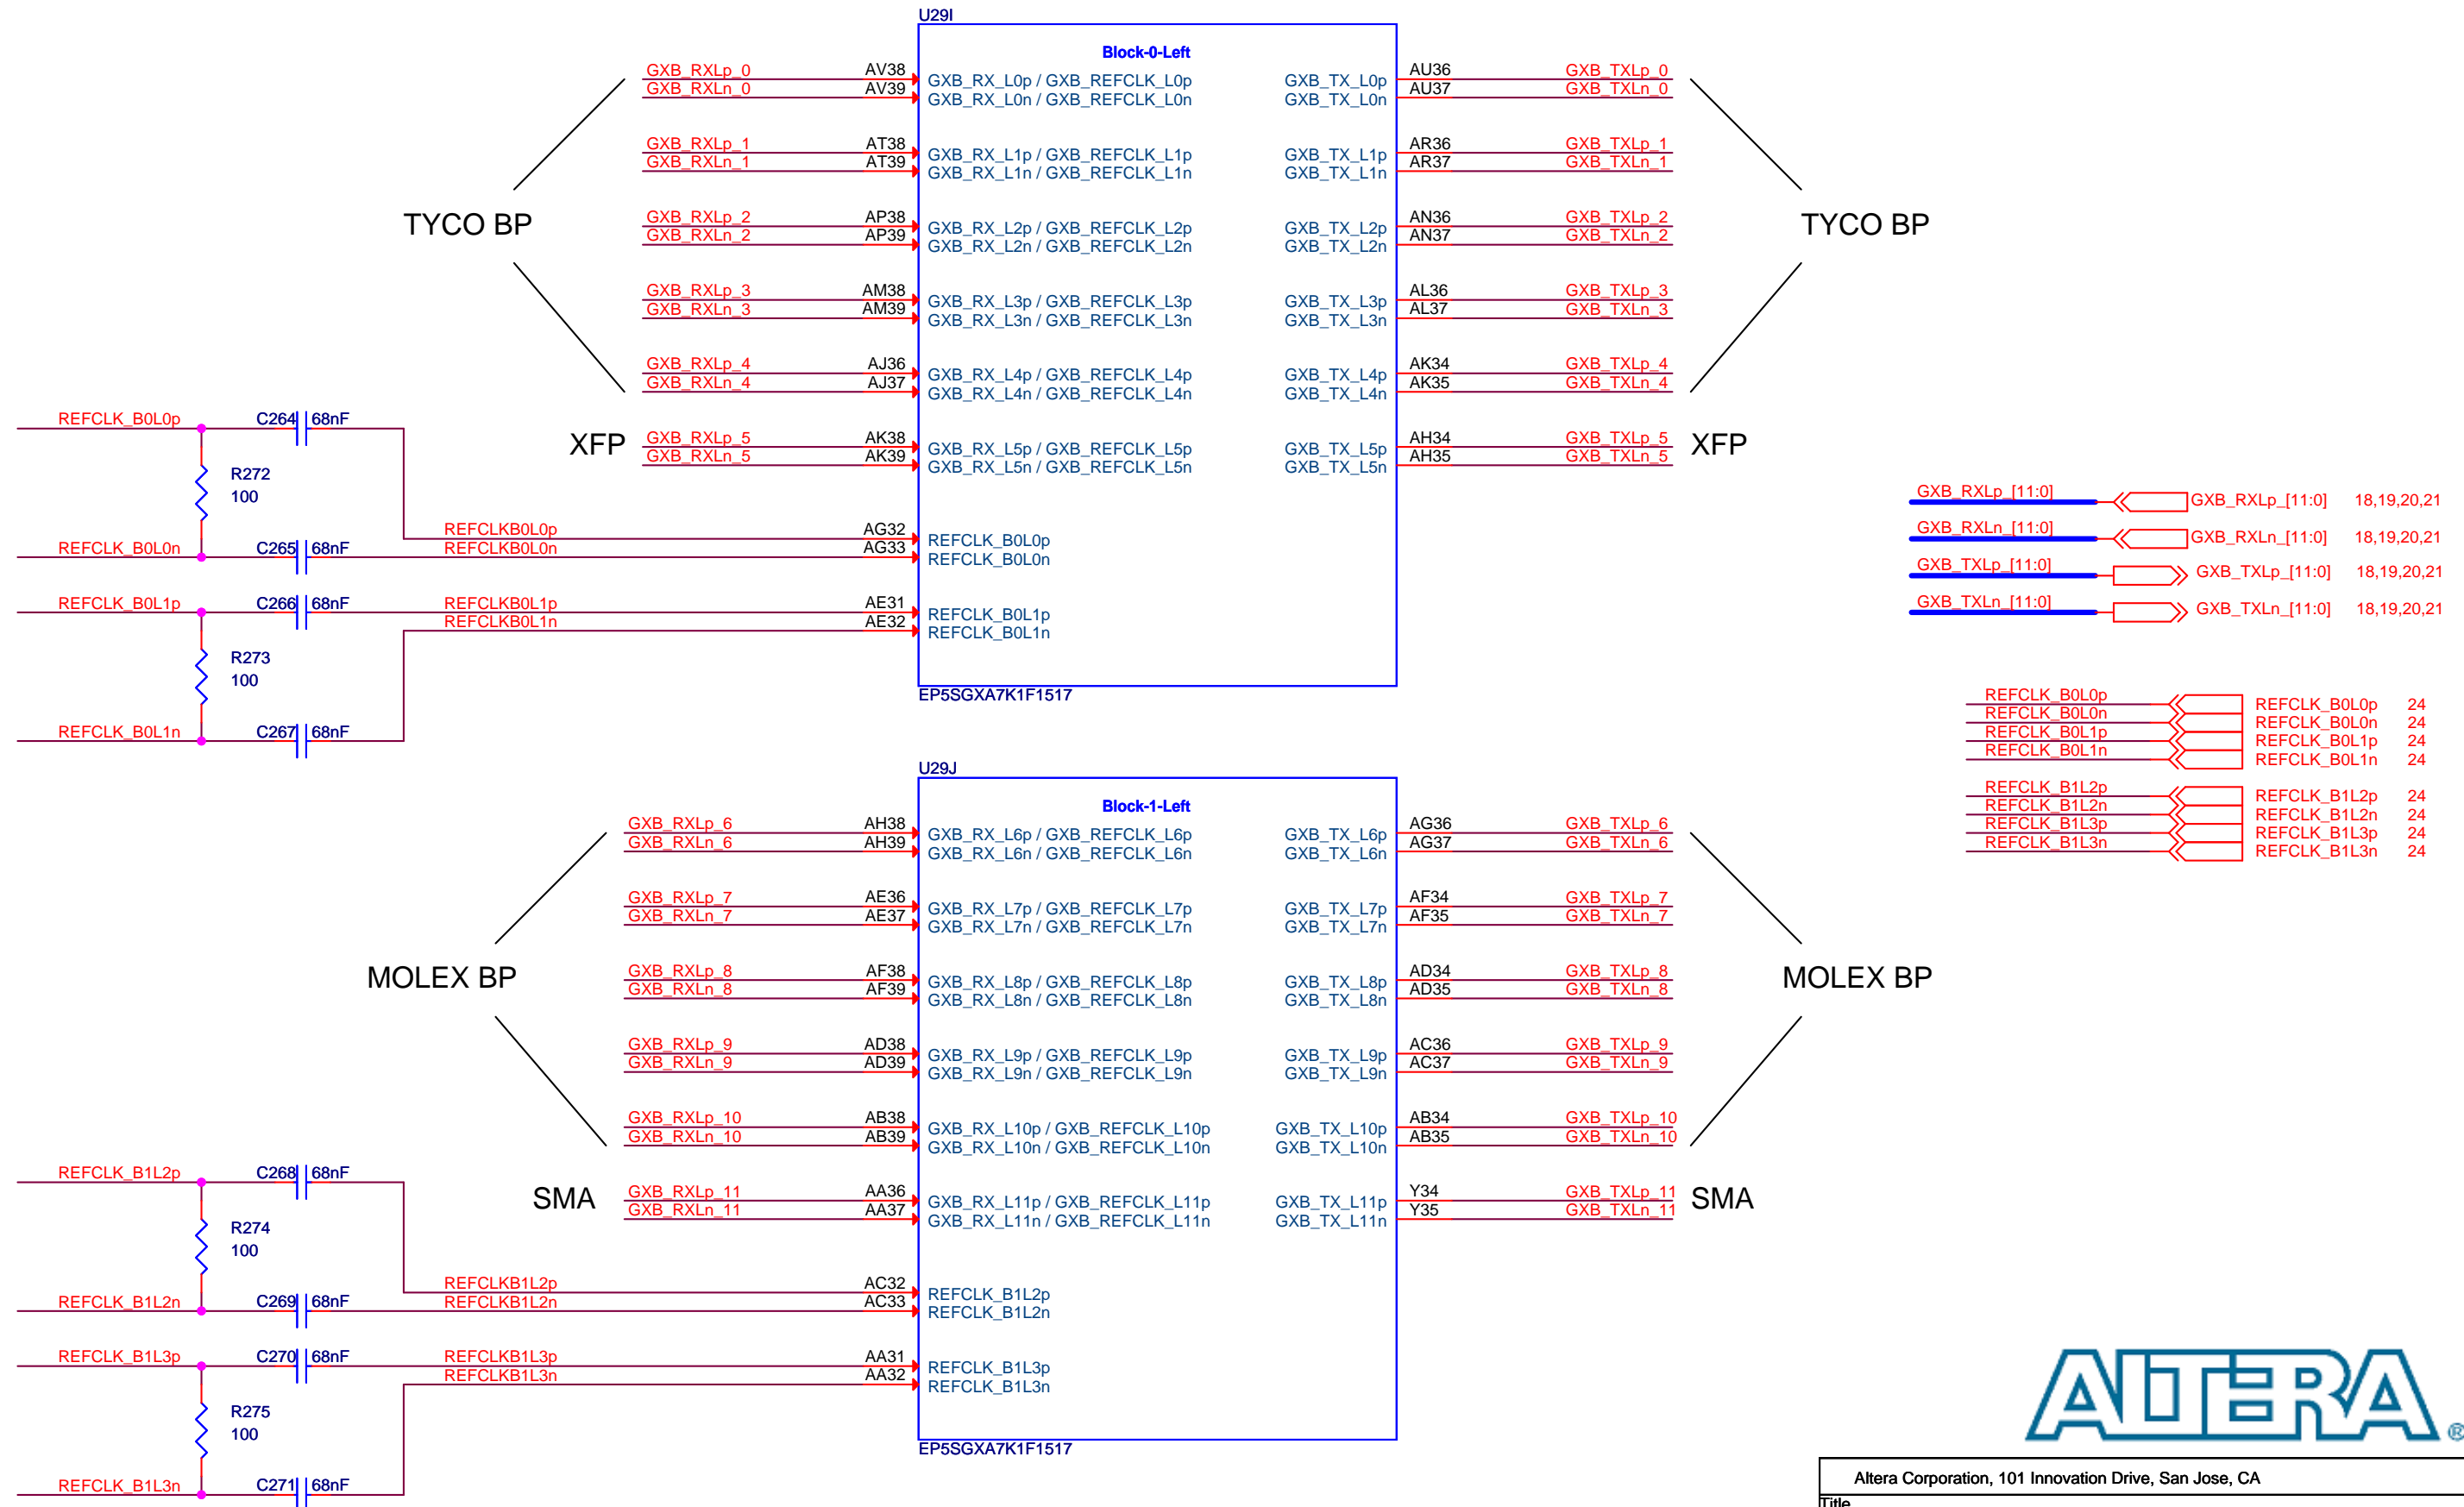 U29I
Block-0-Left
GXB_RXLp_0 AV38 GXB_RX_L0p / GXB_REFCLK_L0p GXB_TX_L0p AU36 GXB_TXLp_0
GXB_RXLn_0 AV39 GXB_RX_L0n / GXB_REFCLK_L0n GXB_TX_L0n AU37 GXB_TXLn_0
GXB_RXLp_1 AT38 GXB_RX_L1p / GXB_REFCLK_L1p GXB_TX_L1p AR36 GXB_TXLp_1
GXB_RXLn_1 AT39 GXB_RX_L1n / GXB_REFCLK_L1n GXB_TX_L1n AR37 GXB_TXLn_1
TYCO BP TYCO BP
GXB_RXLp_2 AP38 GXB_RX_L2p / GXB_REFCLK_L2p GXB_TX_L2p AN36 GXB_TXLp_2
GXB_RXLn_2 AP39 GXB_RX_L2n / GXB_REFCLK_L2n GXB_TX_L2n AN37 GXB_TXLn_2
GXB_RXLp_3 AM38 GXB_RX_L3p / GXB_REFCLK_L3p GXB_TX_L3p AL36 GXB_TXLp_3
GXB_RXLn_3 AM39 GXB_RX_L3n / GXB_REFCLK_L3n GXB_TX_L3n AL37 GXB_TXLn_3
GXB_RXLp_4 AJ36 GXB_RX_L4p / GXB_REFCLK_L4p GXB_TX_L4p AK34 GXB_TXLp_4
GXB_RXLn_4 AJ37 GXB_RX_L4n / GXB_REFCLK_L4n GXB_TX_L4n AK35 GXB_TXLn_4
REFCLK_B0L0p C264 68nF
XFP GXB_RXLp_5 AK38 GXB_RX_L5p / GXB_REFCLK_L5p GXB_TX_L5p AH34 GXB_TXLp_5 XFP
GXB_RXLn_5 AK39 GXB_RX_L5n / GXB_REFCLK_L5n GXB_TX_L5n AH35 GXB_TXLn_5
R272
100
GXB_RXLp_[11:0] GXB_RXLp_[11:0] 18,19,20,21
GXB_RXLn_[11:0] GXB_RXLn_[11:0] 18,19,20,21
GXB_TXLp_[11:0] GXB_TXLp_[11:0] 18,19,20,21
GXB_TXLn_[11:0] GXB_TXLn_[11:0] 18,19,20,21
REFCLKB0L0p AG32 REFCLK_B0L0p
REFCLK_B0L0n C265 68nF REFCLKB0L0n AG33 REFCLK_B0L0n
REFCLK_B0L1p C266 68nF REFCLKB0L1p AE31 REFCLK_B0L1p
REFCLKB0L1n AE32 REFCLK_B0L1n
R273
100
EP5SGXA7K1F1517
REFCLK_B0L1n C267 68nF
REFCLK_B0L0p REFCLK_B0L0p 24
REFCLK_B0L0n REFCLK_B0L0n 24
REFCLK_B0L1p REFCLK_B0L1p 24
REFCLK_B0L1n REFCLK_B0L1n 24
REFCLK_B1L2p REFCLK_B1L2p 24
REFCLK_B1L2n REFCLK_B1L2n 24
REFCLK_B1L3p REFCLK_B1L3p 24
REFCLK_B1L3n REFCLK_B1L3n 24
U29J
Block-1-Left
GXB_RXLp_6 AH38 GXB_RX_L6p / GXB_REFCLK_L6p GXB_TX_L6p AG36 GXB_TXLp_6
GXB_RXLn_6 AH39 GXB_RX_L6n / GXB_REFCLK_L6n GXB_TX_L6n AG37 GXB_TXLn_6
GXB_RXLp_7 AE36 GXB_RX_L7p / GXB_REFCLK_L7p GXB_TX_L7p AF34 GXB_TXLp_7
GXB_RXLn_7 AE37 GXB_RX_L7n / GXB_REFCLK_L7n GXB_TX_L7n AF35 GXB_TXLn_7
MOLEX BP MOLEX BP
GXB_RXLp_8 AF38 GXB_RX_L8p / GXB_REFCLK_L8p GXB_TX_L8p AD34 GXB_TXLp_8
GXB_RXLn_8 AF39 GXB_RX_L8n / GXB_REFCLK_L8n GXB_TX_L8n AD35 GXB_TXLn_8
GXB_RXLp_9 AD38 GXB_RX_L9p / GXB_REFCLK_L9p GXB_TX_L9p AC36 GXB_TXLp_9
GXB_RXLn_9 AD39 GXB_RX_L9n / GXB_REFCLK_L9n GXB_TX_L9n AC37 GXB_TXLn_9
GXB_RXLp_10 AB38 GXB_RX_L10p / GXB_REFCLK_L10p GXB_TX_L10p AB34 GXB_TXLp_10
GXB_RXLn_10 AB39 GXB_RX_L10n / GXB_REFCLK_L10n GXB_TX_L10n AB35 GXB_TXLn_10
REFCLK_B1L2p C268 68nF
SMA GXB_RXLp_11 AA36 GXB_RX_L11p / GXB_REFCLK_L11p GXB_TX_L11p Y34 GXB_TXLp_11 SMA
GXB_RXLn_11 AA37 GXB_RX_L11n / GXB_REFCLK_L11n GXB_TX_L11n Y35 GXB_TXLn_11
R274
100
REFCLKB1L2p AC32 REFCLK_B1L2p
REFCLK_B1L2n C269 68nF REFCLKB1L2n AC33 REFCLK_B1L2n
REFCLK_B1L3p C270 68nF REFCLKB1L3p AA31 REFCLK_B1L3p
REFCLKB1L3n AA32 REFCLK_B1L3n
R275
100
EP5SGXA7K1F1517
REFCLK_B1L3n C271 68nF
ALTERA ®
Altera Corporation, 101 Innovation Drive, San Jose, CA
Title